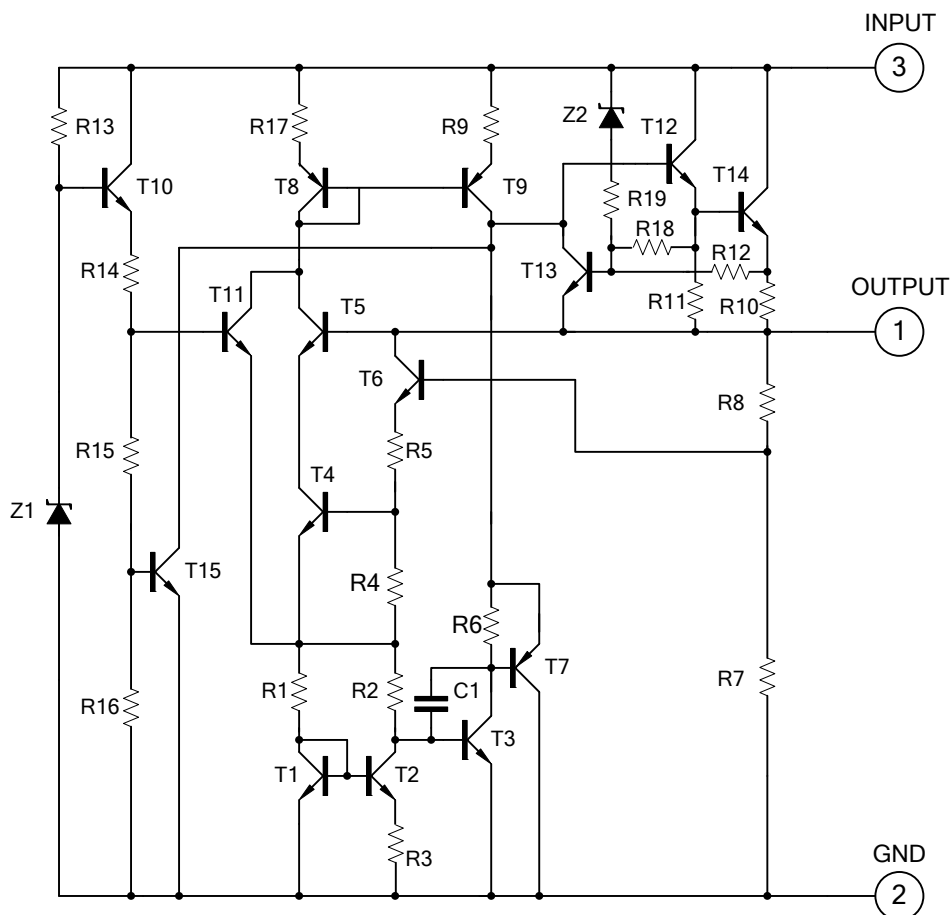 INPUT
3
R13
R17
R9
Z2
T12
T10
T8
T9
T14
R19
R18
R12
R14
T13
T11
T5
R11
R10
OUTPUT
1
T6
R8
R15
R5
T4
Z1
T15
R4
R6
T7
R1
R2
C1
R7
R16
T3
T1
T2
R3
GND
2